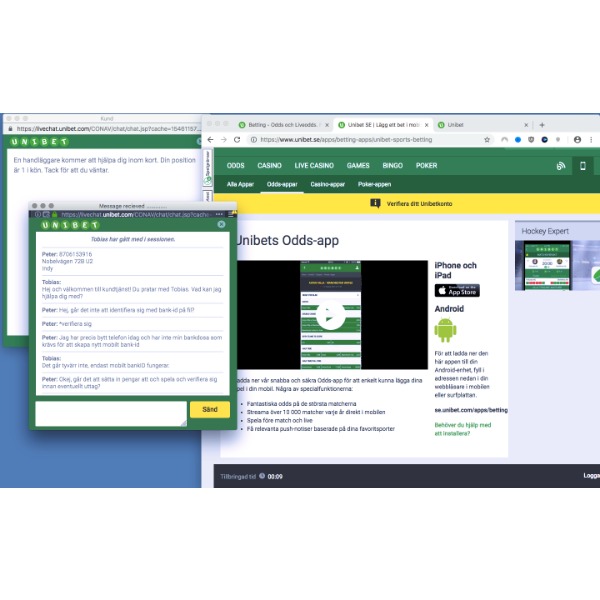 Kund
https://livechat.unibet.com/CONAV/chat/chat.jsp?cache=15461157...
UNIBET
En handläggare kommer att hjälpa dig inom kort. Din position
är 1 i kön. Tack för att du väntar.
Message recieved
https://livechat.unibet.com/CONAV/chat/chat.jsp?cache=
UNIBET
Tobias har gått med i sessionen.
Peter: 8706153916
Nobelvägen 72B U2
Indy
Tobias:
Hej och välkommen till kundtjänst! Du pratar med Tobias. Vad kan jag
hjälpa dig med?
Peter: Hej, går det inte att identifiera sig med bank-id på fil?
Peter: *verifiera sig
Peter: Jag har precis bytt telefon idag och har inte min bankdosa som
krävs för att skapa nytt mobilt bank-id
Tobias:
Det går tyvärr inte, endast mobilt bankID fungerar.
Peter: Okej, går det att sätta in pengar att och spela och verifiera sig
innan eventuellt uttag?
Sänd
Betting - Odds och Liveodds.
Unibet SE | Lägg ett bet i mobi
Unibet
https://www.unibet.se/apps/betting-apps/unibet-sports-betting
ODDS CASINO LIVE CASINO GAMES BINGO POKER
Alla Appar Odds-appar Casino-appar Poker-appen
Verifiera ditt Unibetkonto
Unibets Odds-app
Hockey Expert
iPhone och
iPad
App Store
Android
För att ladda ner den
här appen till din
Android-enhet, fyll i
adressen nedan i din
webbläsare i mobilen
eller surfplattan.
se.unibet.com/apps/betting
Behöver du hjälp med
att installera?
adda ner vår snabba och säkra Odds-app för att enkelt kunna lägga dina
pel i din mobil. Några av specialfunktionerna:
Fantastiska odds på de största matcherna
Streama över 10 000 matcher varje år direkt i mobilen
Spela före match och live
Få relevanta push-notiser baserade på dina favoritsporter
Tillbringad tid 00:09
Logga